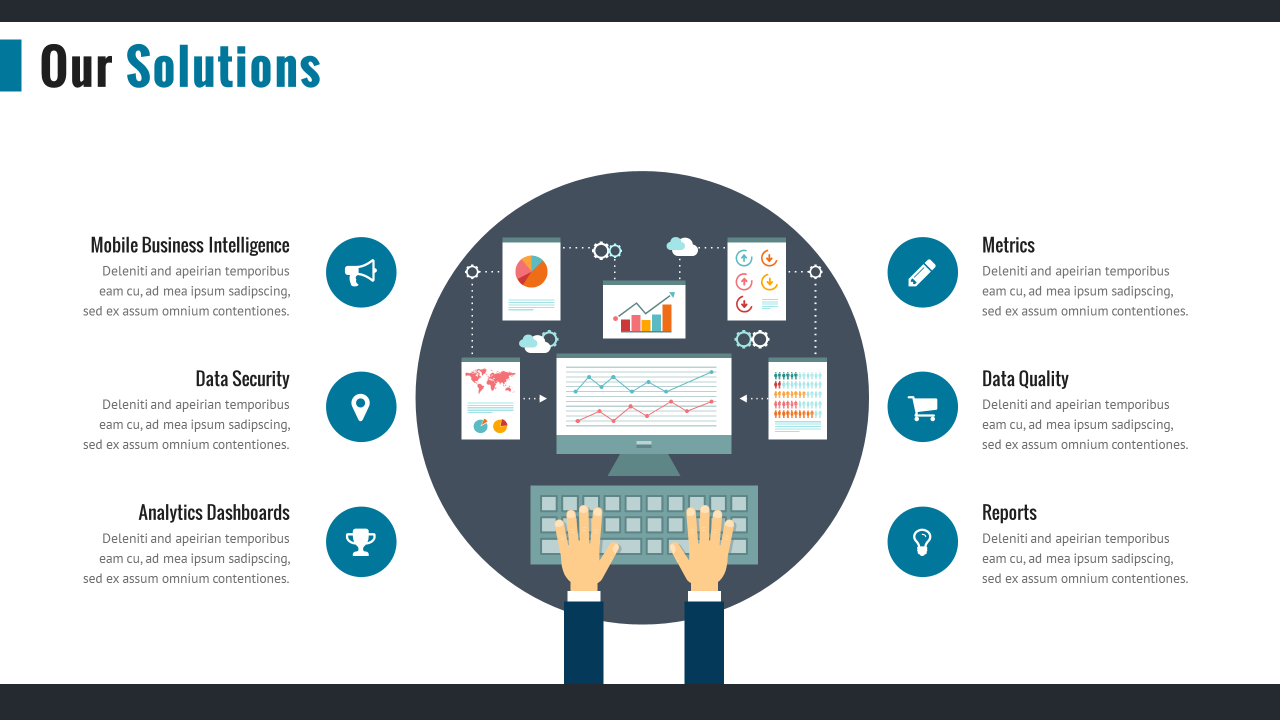 Our Solutions
Mobile Business Intelligence
Deleniti and apeirian temporibus
eam cu, ad mea ipsum sadipscing,
sed ex assum omnium contentiones.
Data Security
Deleniti and apeirian temporibus
eam cu, ad mea ipsum sadipscing,
sed ex assum omnium contentiones.
Analytics Dashboards
Deleniti and apeirian temporibus
eam cu, ad mea ipsum sadipscing,
sed ex assum omnium contentiones.
Metrics
Deleniti and apeirian temporibus
eam cu, ad mea ipsum sadipscing,
sed ex assum omnium contentiones.
Data Quality
Deleniti and apeirian temporibus
eam cu, ad mea ipsum sadipscing,
sed ex assum omnium contentiones.
Reports
Deleniti and apeirian temporibus
eam cu, ad mea ipsum sadipscing,
sed ex assum omnium contentiones.